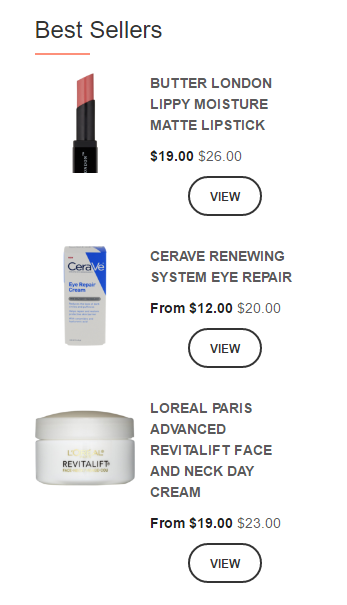 Best Sellers
BUTTER LONDON
LIPPY MOISTURE
MATTE LIPSTICK
$19.00 $26.00
VIEW
CeraVe
Eye Repair
Cream
CERAVE RENEWING
SYSTEM EYE REPAIR
From $12.00 $20.00
VIEW
L'OREAL
REVITALIFT
LOREAL PARIS
ADVANCED
REVITALIFT FACE
AND NECK DAY
CREAM
From $19.00 $23.00
VIEW